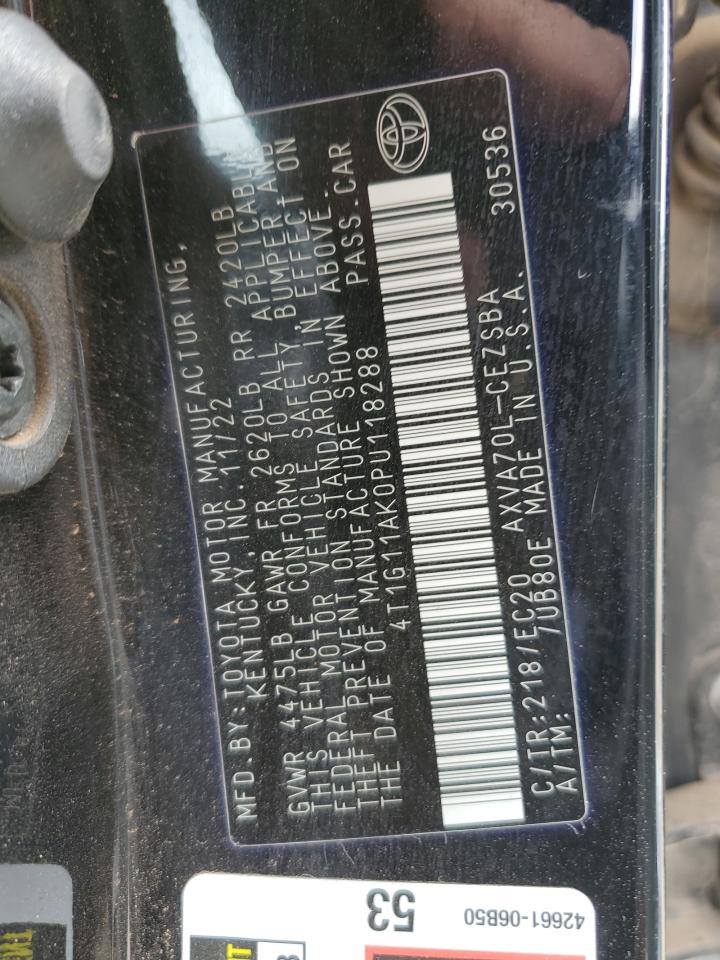 MFD.BY:TOYOTA MOTOR MANUFACTURING,
KENTUCKY, INC. 11/22
GVWR 4475LB GAWR FR 2620LB RR 2420LB
THIS VEHICLE CONFORMS TO ALL APPLICABLE
FEDERAL MOTOR VEHICLE SAFETY, BUMPER AND
THEFT PREVENTION STANDARDS IN EFFECT ON
THE DATE OF MANUFACTURE SHOWN ABOVE.
4T1G11AK0PU118288 PASS.CAR
C/TR:218/EC20 AXVA70L-CEZSBA 30536
A/TM: /UB80E MADE IN U.S.A.
53
42661-06B50